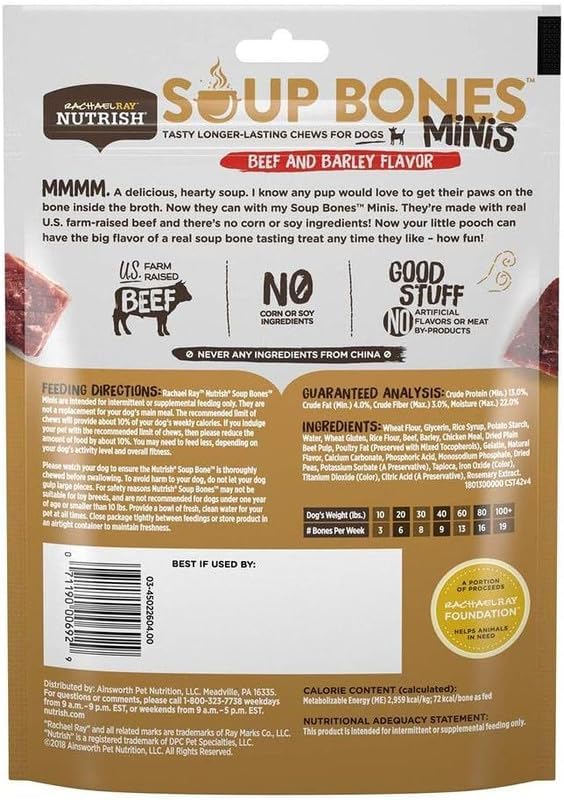 RACHAELRAY
NUTRISH®
SOUP BONES™
MINIS
TASTY LONGER-LASTING CHEWS FOR DOGS
BEEF AND BARLEY FLAVOR
MMMM. A delicious, hearty soup. I know any pup would love to get their paws on the
bone inside the broth. Now they can with my Soup Bones™ Minis. They're made with real
U.S. farm-raised beef and there's no corn or soy ingredients! Now your little pooch can
have the big flavor of a real soup bone tasting treat any time they like – how fun!
U.S. FARM
RAISED
BEEF
NO
CORN OR SOY
INGREDIENTS
GOOD
STUFF
NO ARTIFICIAL
FLAVORS OR MEAT
BY-PRODUCTS
NEVER ANY INGREDIENTS FROM CHINA
FEEDING DIRECTIONS: Rachael Ray™ Nutrish® Soup Bones™
Minis are intended for intermittent or supplemental feeding only. They are
not a replacement for your dog's main meal. The recommended limit of
chews will provide about 10% of your dog's weekly calories. If you indulge
your pet with the recommended limit of chews, then please reduce the
amount of food by about 10%. You may need to feed less, depending on
your dog's activity level and overall fitness.
Please watch your dog to ensure the Nutrish® Soup Bone™ is thoroughly
chewed before swallowing. To avoid harm to your dog, do not let your dog
gulp large pieces. For safety reasons Nutrish® Soup Bones™ may not be
suitable for toy breeds, and are not recommended for dogs under one year
of age or smaller than 10 lbs. Provide a bowl of fresh, clean water for your
pet at all times. Close package tightly between feedings or store product in
an airtight container to maintain freshness.
GUARANTEED ANALYSIS: Crude Protein (Min.) 13.0%,
Crude Fat (Min.) 4.0%, Crude Fiber (Max.) 3.0%, Moisture (Max.) 22.0%
INGREDIENTS: Wheat Flour, Glycerin, Rice Syrup, Potato Starch,
Water, Wheat Gluten, Rice Flour, Beef, Barley, Chicken Meal, Dried Plain
Beet Pulp, Poultry Fat (Preserved with Mixed Tocopherols), Gelatin, Natural
Flavor, Calcium Carbonate, Phosphoric Acid, Monosodium Phosphate, Dried
Peas, Potassium Sorbate (A Preservative), Tapioca, Iron Oxide (Color),
Titanium Dioxide (Color), Citric Acid (A Preservative), Rosemary Extract.
1801300000 CST42v4
Dog's Weight (lbs.) 10 20 30 40 60 80 100+
# Bones Per Week 3 6 8 9 13 16 19
BEST IF USED BY:
0 71190 00692 9
03-45022604.00
A PORTION
OF PROCEEDS
RACHAELRAY
FOUNDATION™
HELPS ANIMALS
IN NEED
Distributed by: Ainsworth Pet Nutrition, LLC. Meadville, PA 16335.
For questions or comments, please call 1-800-323-7738 weekdays
from 9 a.m.–9 p.m. EST, or weekends from 9 a.m.–5 p.m. EST.
nutrish.com
"Rachael Ray" and all related marks are trademarks of Ray Marks Co., LLC.
"Nutrish" is a registered trademark of DPC Pet Specialties, LLC.
©2018 Ainsworth Pet Nutrition, LLC. All Rights Reserved.
CALORIE CONTENT (calculated):
Metabolizable Energy (ME) 2,959 kcal/kg; 72 kcal/bone as fed
NUTRITIONAL ADEQUACY STATEMENT:
This product is intended for intermittent or supplemental feeding only.